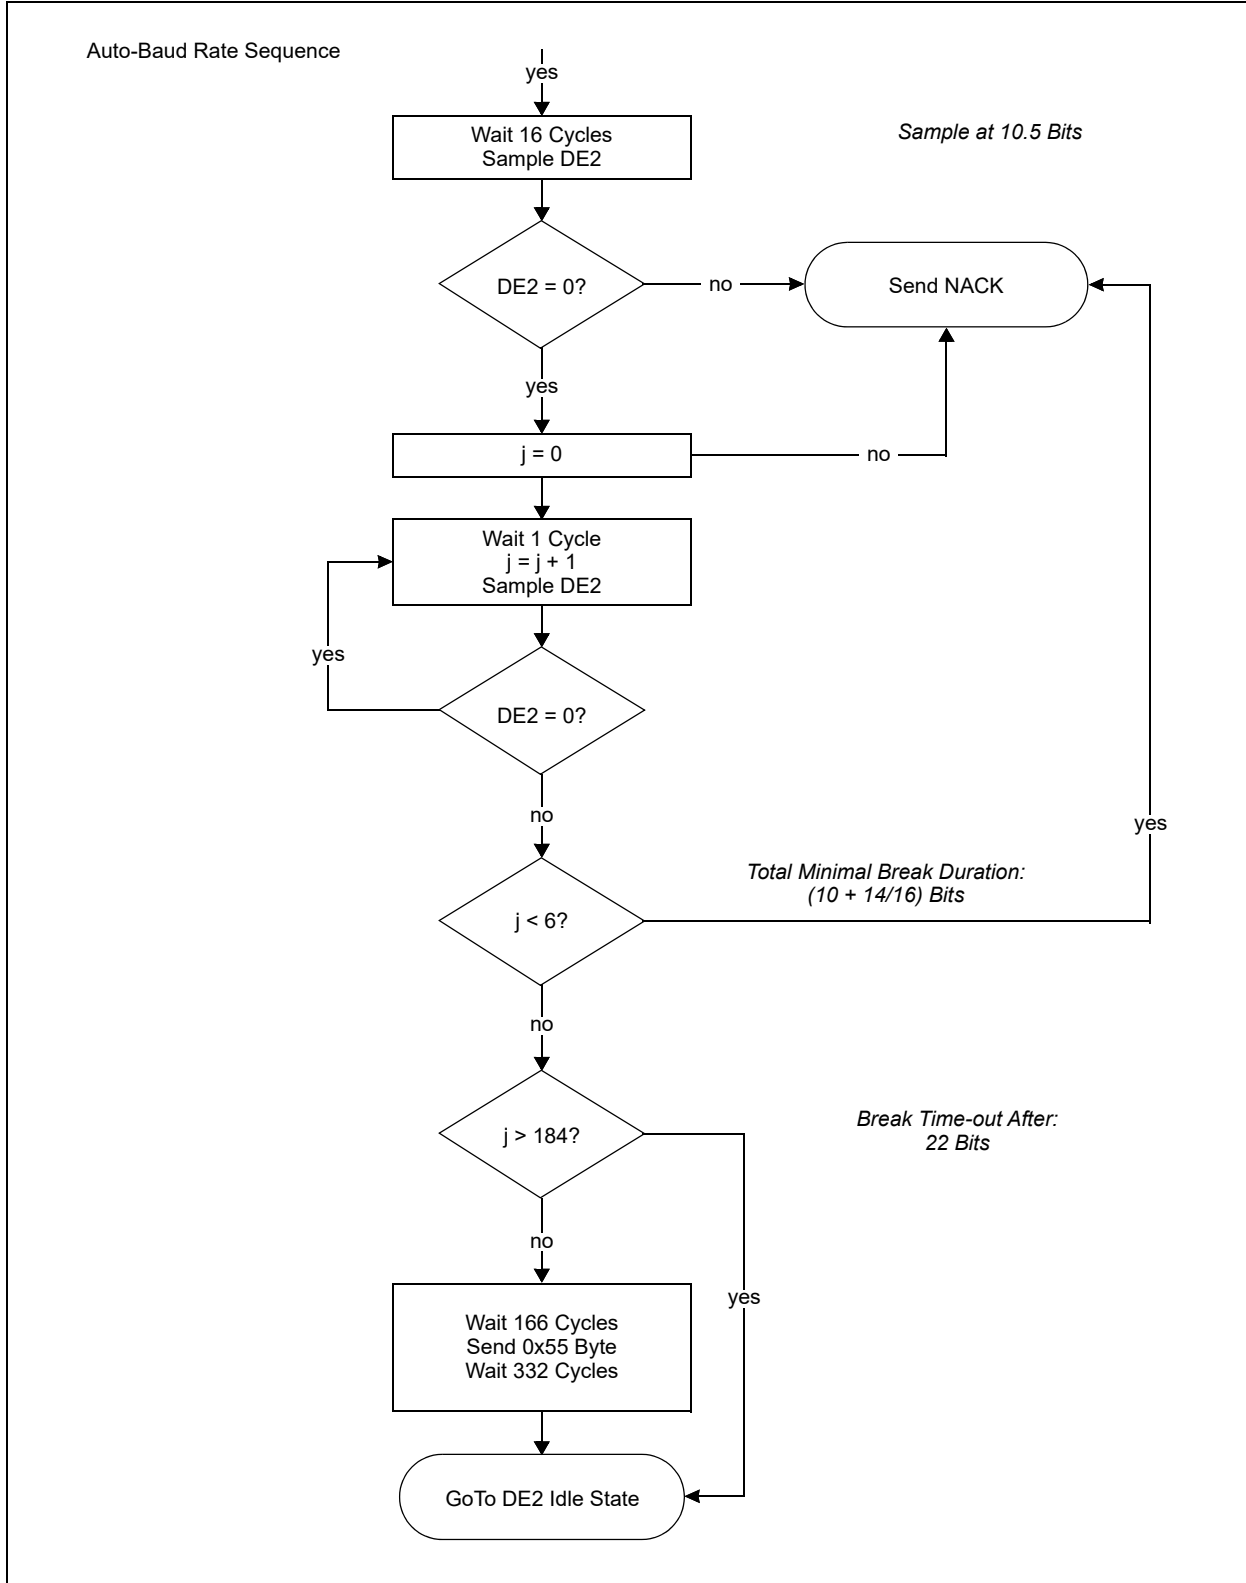 Auto-Baud Rate Sequence
yes
Wait 16 Cycles
Sample DE2
Sample at 10.5 Bits
DE2 = 0?
no
Send NACK
yes
j = 0
no
Wait 1 Cycle
j = j + 1
Sample DE2
yes
DE2 = 0?
no
yes
Total Minimal Break Duration:
(10 + 14/16) Bits
j < 6?
no
j > 184?
Break Time-out After:
22 Bits
no
yes
Wait 166 Cycles
Send 0x55 Byte
Wait 332 Cycles
GoTo DE2 Idle State